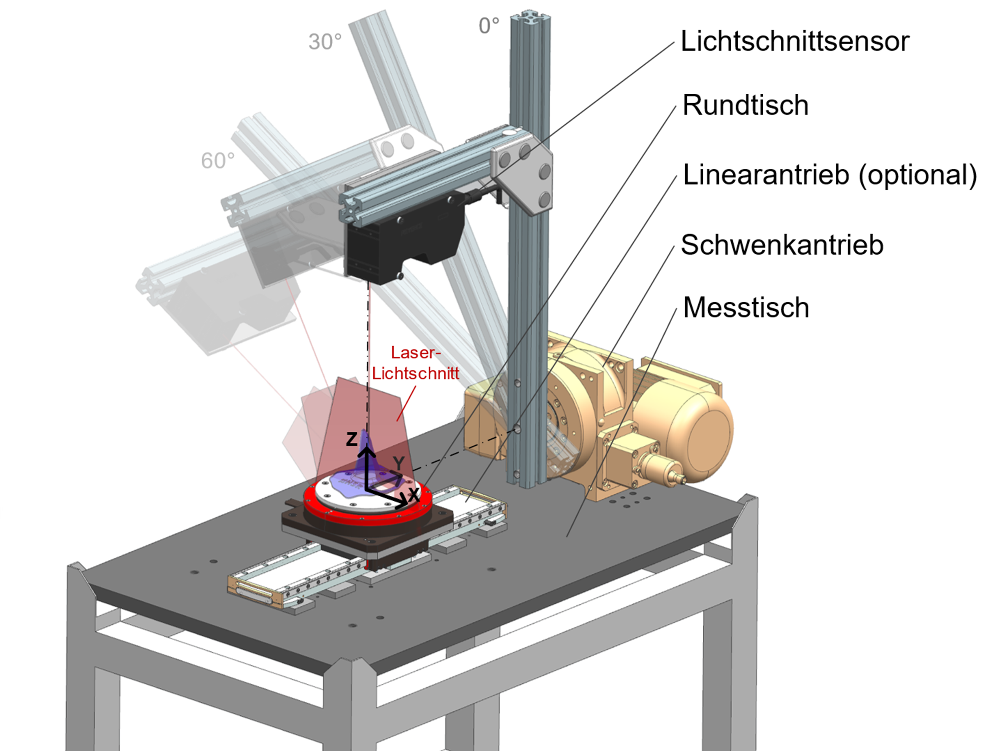 0°
30°
60°
Lichtschnittsensor
Rundtisch
Linearantrieb (optional)
Schwenkantrieb
Messtisch
Laser-
Lichtschnitt
Z
Y
X